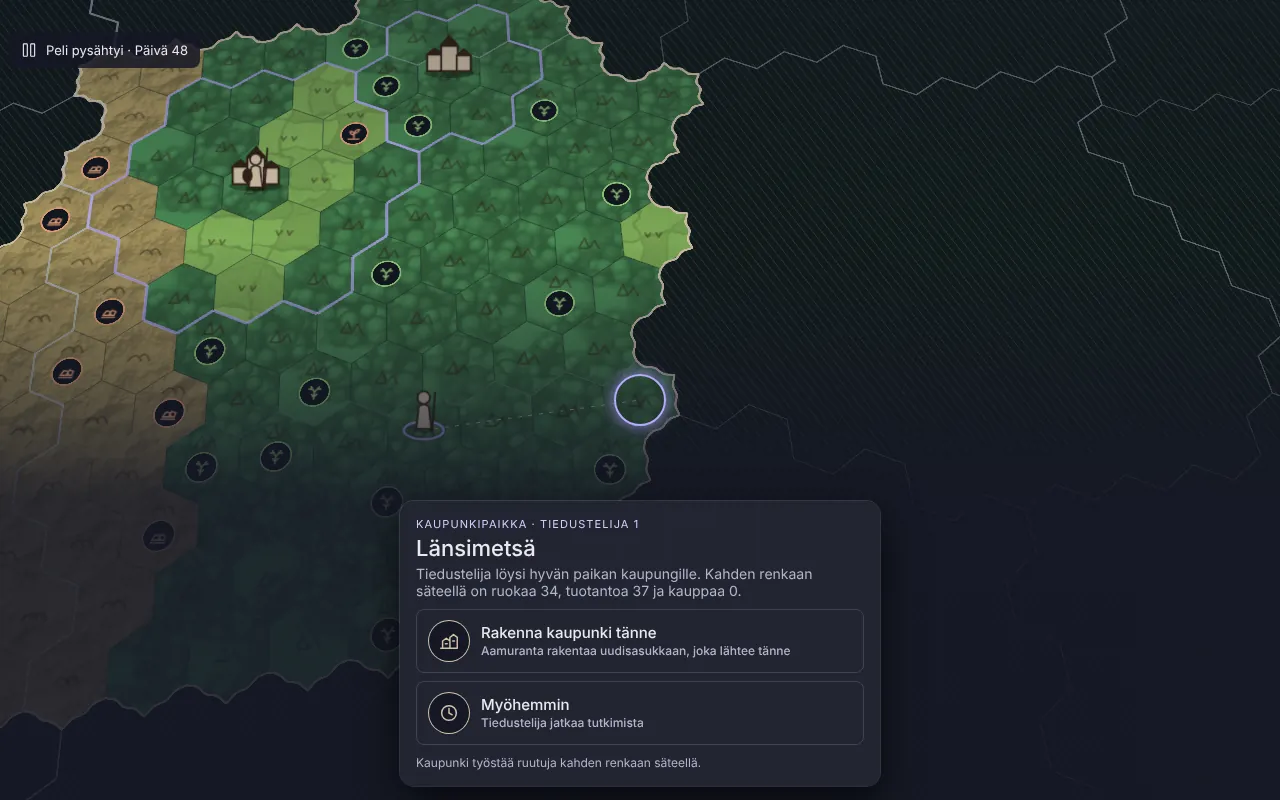 Peli pysähtyi · Päivä 48
KAUPUNKIPAIKKA · TIEDUSTELIJA 1
Länsimetsä
Tiedustelija löysi hyvän paikan kaupungille. Kahden renkaan
säteellä on ruokaa 34, tuotantoa 37 ja kauppaa 0.
Rakenna kaupunki tänne
Aamuranta rakentaa uudisasukkaan, joka lähtee tänne
Myöhemmin
Tiedustelija jatkaa tutkimista
Kaupunki työstää ruutuja kahden renkaan säteellä.